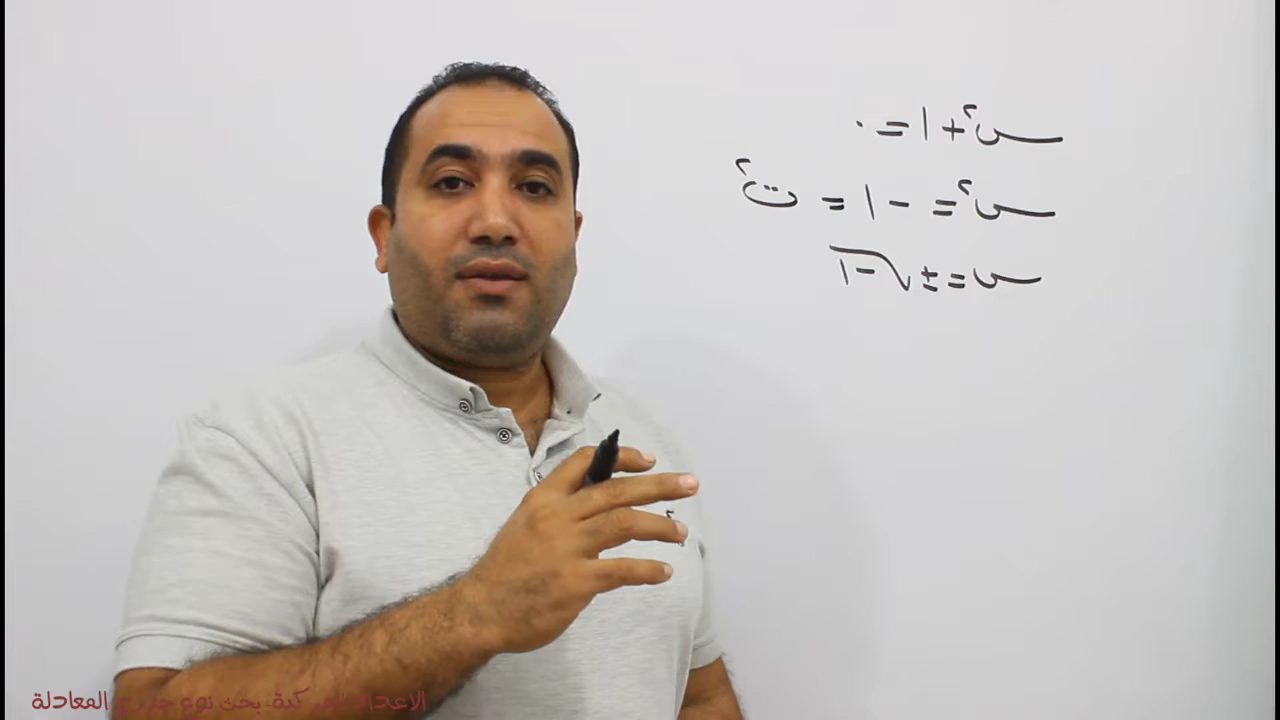 س٢ + ١ = ٠
س٢ = - ١ = ت٢
س = ± √-١
الاعداد المركبة بحث نوع جذري المعادلة